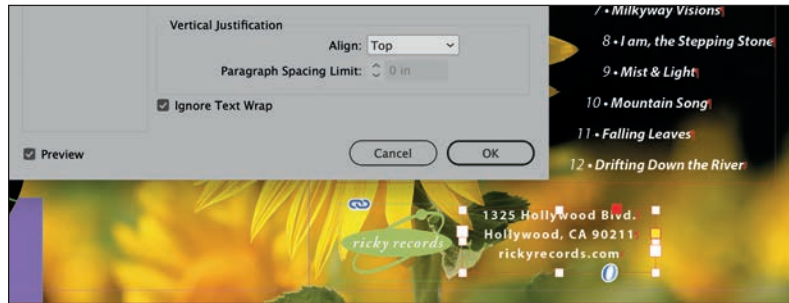 Vertical Justification
Align: Top
Paragraph Spacing Limit: 0 in
Ignore Text Wrap
Preview
Cancel
OK
7 • Milkyway Visions
8 • I am, the Stepping Stone
9 • Mist & Light
10 • Mountain Song
11 • Falling Leaves
12 • Drifting Down the River
ricky records
1325 Hollywood Blvd.
Hollywood, CA 90211
rickyrecords.com